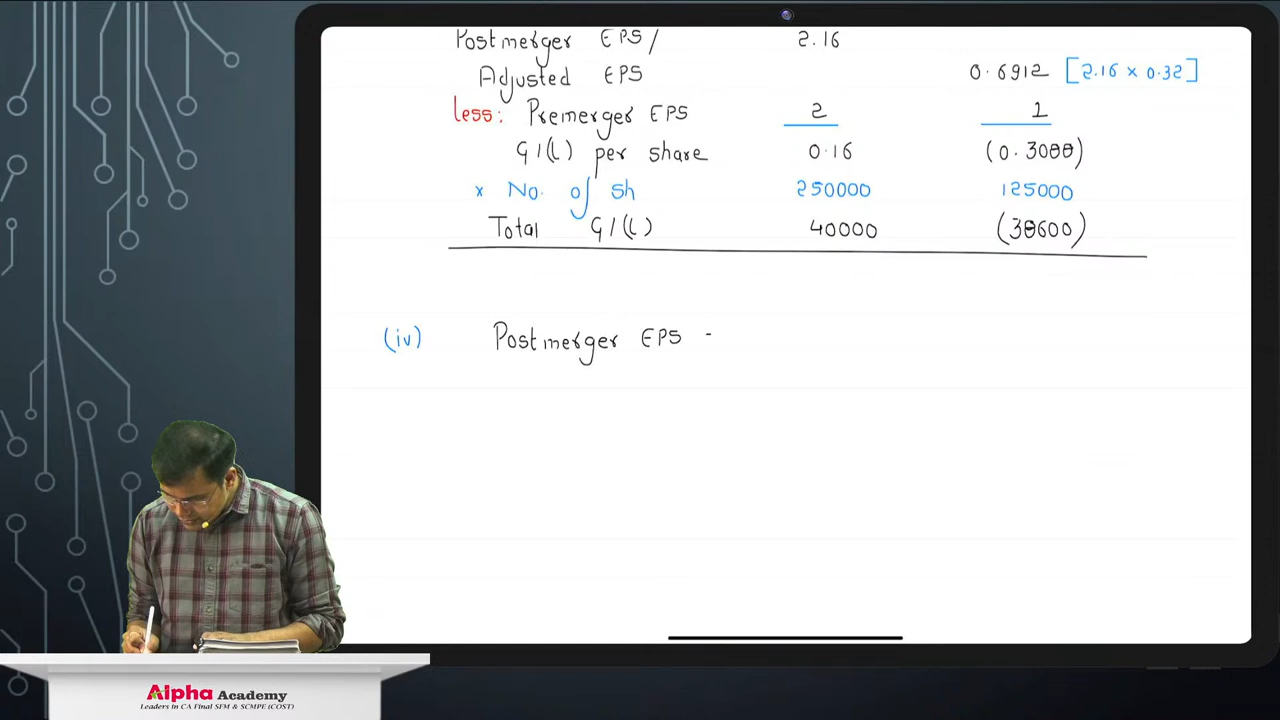 Postmerger EPS/ 2.16
Adjusted EPS 0.6912 [2.16 x 0.32]
less: Premerger EPS 2 1
G/(L) per share 0.16 (0.3088)
x No. of Sh 250000 125000
Total G/(L) 40000 (38600)
(iv) Postmerger EPS -
Alpha Academy
Leaders in CA Final SFM & SCMPE (COST)